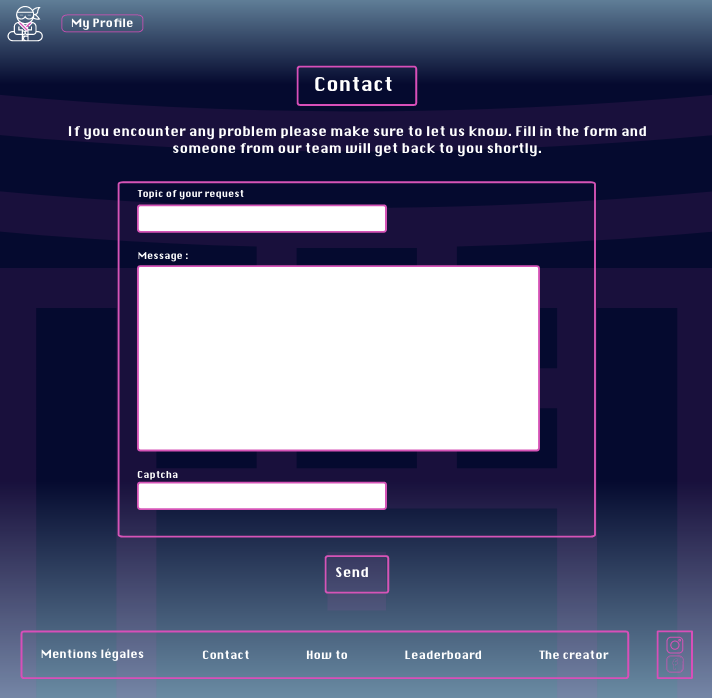 My Profile
Contact
If you encounter any problem please make sure to let us know. Fill in the form and
someone from our team will get back to you shortly.
Topic of your request
Message :
Captcha
Send
Mentions légales
Contact
How to
Leaderboard
The creator